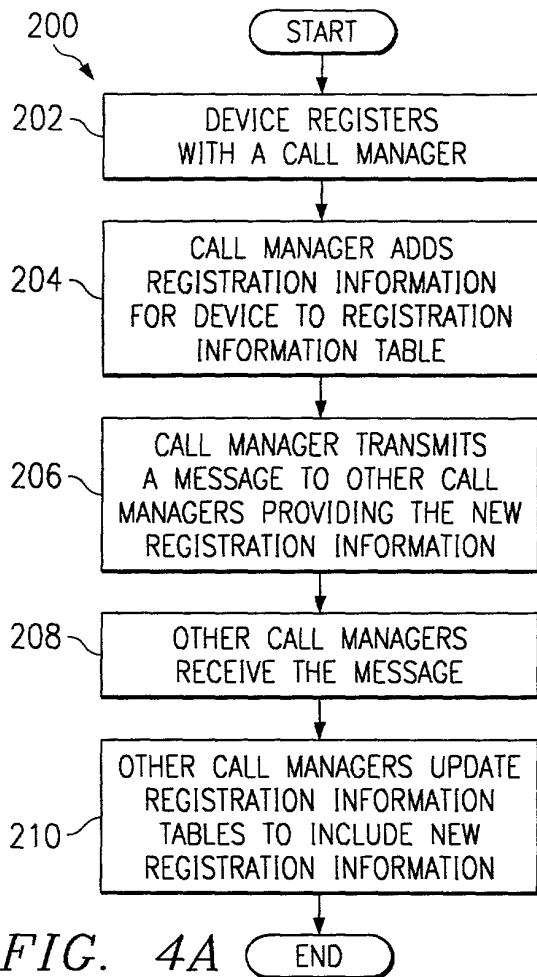 200
START
202
DEVICE REGISTERS
WITH A CALL MANAGER
204
CALL MANAGER ADDS
REGISTRATION INFORMATION
FOR DEVICE TO REGISTRATION
INFORMATION TABLE
206
CALL MANAGER TRANSMITS
A MESSAGE TO OTHER CALL
MANAGERS PROVIDING THE NEW
REGISTRATION INFORMATION
208
OTHER CALL MANAGERS
RECEIVE THE MESSAGE
210
OTHER CALL MANAGERS UPDATE
REGISTRATION INFORMATION
TABLES TO INCLUDE NEW
REGISTRATION INFORMATION
FIG. 4A
END